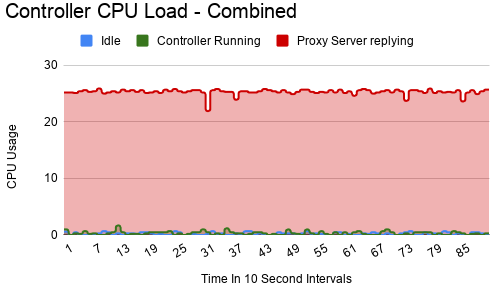 Controller CPU Load - Combined
Idle Controller Running Proxy Server replying
30
20
10
0
CPU Usage
1 7 13 19 25 31 37 43 49 55 61 67 73 79 85
Time In 10 Second Intervals